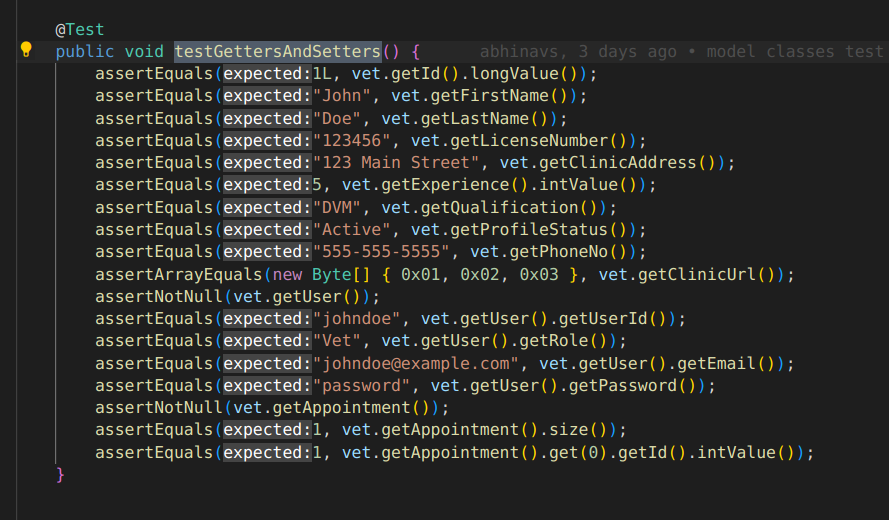 @Test
public void testGettersAndSetters() {     abhinavs, 3 days ago • model classes test
    assertEquals(expected:1L, vet.getId().longValue());
    assertEquals(expected:"John", vet.getFirstName());
    assertEquals(expected:"Doe", vet.getLastName());
    assertEquals(expected:"123456", vet.getLicenseNumber());
    assertEquals(expected:"123 Main Street", vet.getClinicAddress());
    assertEquals(expected:5, vet.getExperience().intValue());
    assertEquals(expected:"DVM", vet.getQualification());
    assertEquals(expected:"Active", vet.getProfileStatus());
    assertEquals(expected:"555-555-5555", vet.getPhoneNo());
    assertArrayEquals(new Byte[] { 0x01, 0x02, 0x03 }, vet.getClinicUrl());
    assertNotNull(vet.getUser());
    assertEquals(expected:"johndoe", vet.getUser().getUserId());
    assertEquals(expected:"Vet", vet.getUser().getRole());
    assertEquals(expected:"johndoe@example.com", vet.getUser().getEmail());
    assertEquals(expected:"password", vet.getUser().getPassword());
    assertNotNull(vet.getAppointment());
    assertEquals(expected:1, vet.getAppointment().size());
    assertEquals(expected:1, vet.getAppointment().get(0).getId().intValue());
}